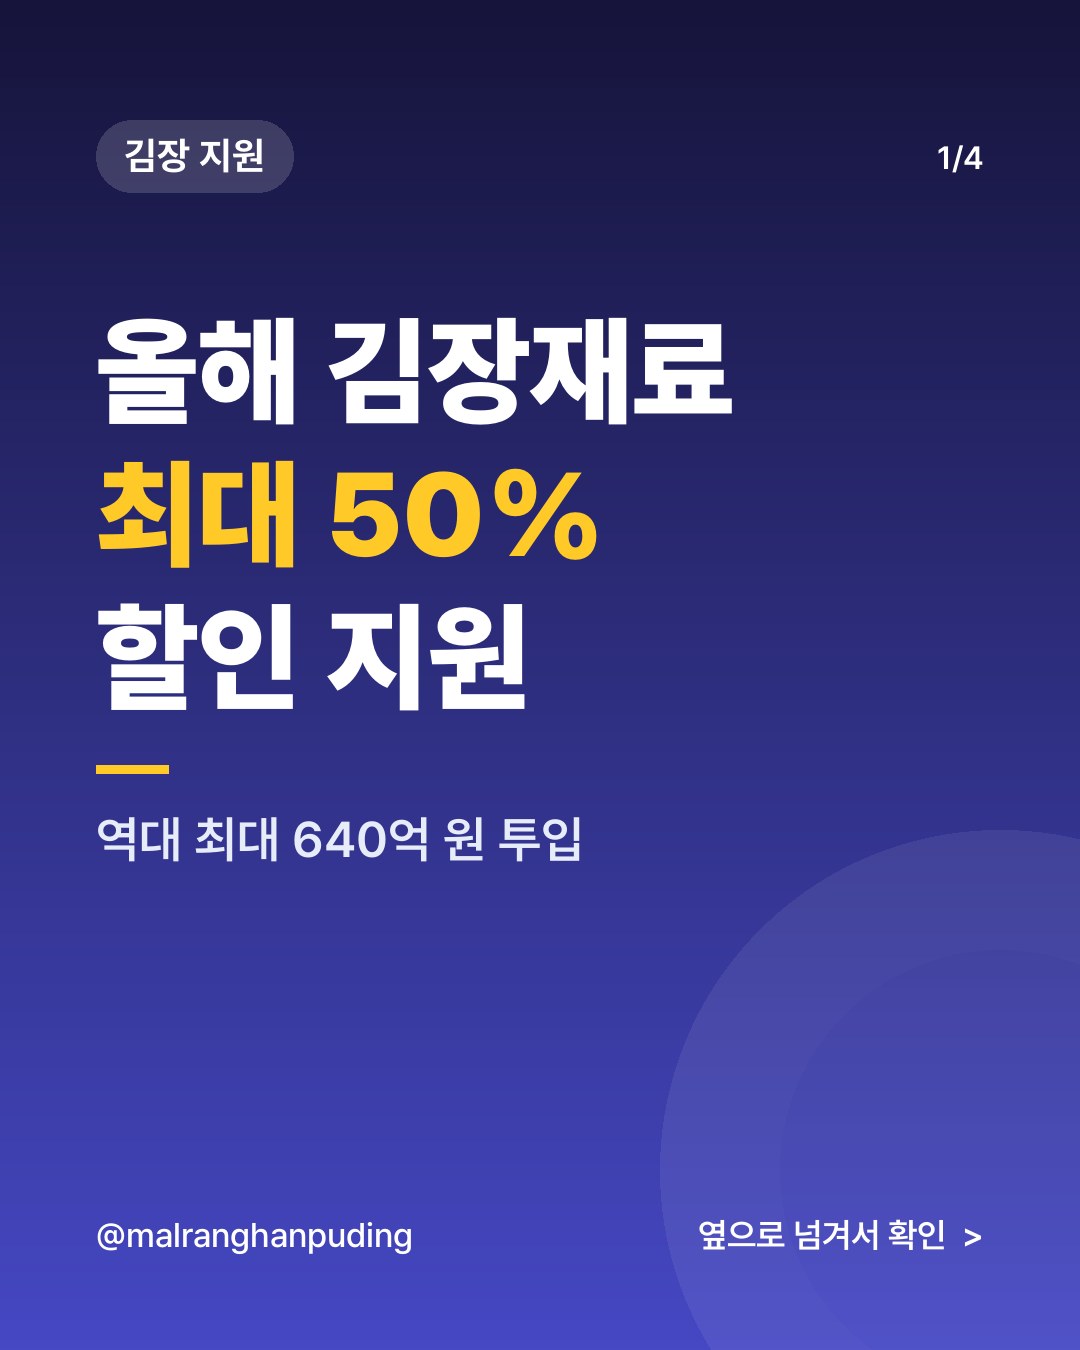 김장 지원
1/4
올해 김장재료
최대 50%
할인 지원
역대 최대 640억 원 투입
@malranghanpuding
옆으로 넘겨서 확인 >